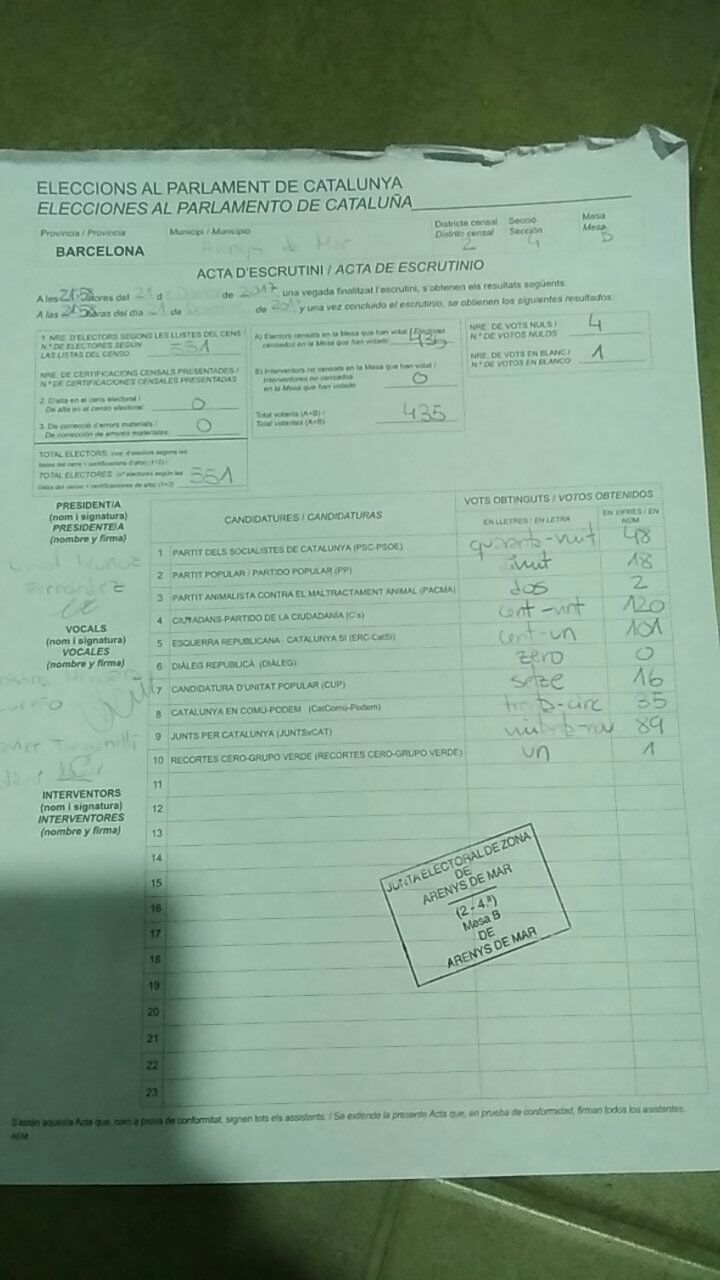 ELECCIONS AL PARLAMENT DE CATALUNYA
ELECCIONES AL PARLAMENTO DE CATALUÑA
Provincia / Provincia Municipi / Municipio Districte censal Secció Mesa
Distrito censal Sección Mesa
BARCELONA Arenys de Mar 2 4 B
ACTA D'ESCRUTINI / ACTA DE ESCRUTINIO
A les 21:58 hores del 21 d de 2017 una vegada finalitzat l'escrutini, s'obtenen els resultats següents:
A las 21:58 horas del día 21 de de 2017, y una vez concluido el escrutinio, se obtienen los siguientes resultados:
1. NRE. D'ELECTORS SEGONS LES LLISTES DEL CENS /
N.º DE ELECTORES SEGÚN
LAS LISTAS DEL CENSO 551
NRE. DE CERTIFICACIONS CENSALS PRESENTADES /
N.º DE CERTIFICACIONES CENSALES PRESENTADAS
2. D'alta en el cens electoral /
De alta en el censo electoral: 0
3. De correcció d'errors materials /
De corrección de errores materiales: 0
TOTAL ELECTORS: (nre. d'electors segons les
llistes del cens + certificacions d'alta) (1+2) /
TOTAL ELECTORES: (nº electores según las
listas del censo + certificaciones de alta) (1+2) 551
A) Electors censats en la Mesa que han votat / Electores
censados en la Mesa que han votado 435
B) Interventors no censats en la Mesa que han votat /
Interventores no censados
en la Mesa que han votado 0
Total votants (A+B) /
Total votantes (A+B) 435
NRE. DE VOTS NULS /
N.º DE VOTOS NULOS 4
NRE. DE VOTS EN BLANC /
N.º DE VOTOS EN BLANCO 1
PRESIDENT/A
(nom i signatura)
PRESIDENTE/A
(nombre y firma)
Fernandez
VOCALS
(nom i signatura)
VOCALES
(nombre y firma)
INTERVENTORS
(nom i signatura)
INTERVENTORES
(nombre y firma)
CANDIDATURES / CANDIDATURAS VOTS OBTINGUTS / VOTOS OBTENIDOS
EN LLETRES / EN LETRA EN XIFRES / EN NÚM.
1 PARTIT DELS SOCIALISTES DE CATALUNYA (PSC-PSOE) quaranta-vuit 48
2 PARTIT POPULAR / PARTIDO POPULAR (PP) 18
3 PARTIT ANIMALISTA CONTRA EL MALTRACTAMENT ANIMAL (PACMA) dos 2
4 CIUTADANS-PARTIDO DE LA CIUDADANÍA (C's) cent-vint 120
5 ESQUERRA REPUBLICANA - CATALUNYA SÍ (ERC-CatSí) cent-un 101
6 DIÀLEG REPUBLICÀ (DIÀLEG) zero 0
7 CANDIDATURA D'UNITAT POPULAR (CUP) setze 16
8 CATALUNYA EN COMÚ-PODEM (CatComú-Podem) 35
9 JUNTS PER CATALUNYA (JUNTSxCAT) 89
10 RECORTES CERO-GRUPO VERDE (RECORTES CERO-GRUPO VERDE) un 1
11
12
13
14
15
16
17
18
19
20
21
22
23
JUNTA ELECTORAL DE ZONA
DE
ARENYS DE MAR
(2 - 4.ª)
Mesa B
DE
ARENYS DE MAR
S'estén aquesta Acta que, com a prova de conformitat, signen tots els assistents. / Se extiende la presente Acta que, en prueba de conformidad, firman todos los asistentes.
AEM